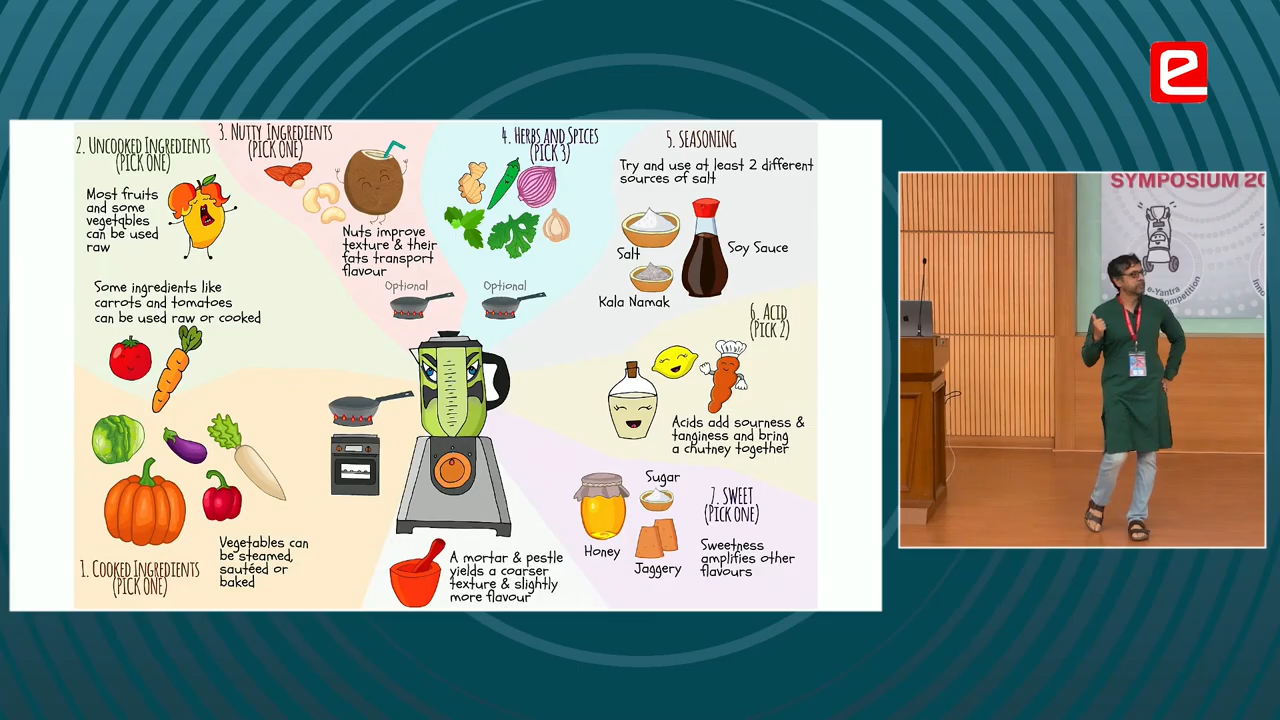 e
2. UNCOOKED INGREDIENTS
(PICK ONE)
Most fruits
and some
vegetables
can be used
raw
Some ingredients like
carrots and tomatoes
can be used raw or cooked
3. NUTTY INGREDIENTS
(PICK ONE)
Nuts improve
texture & their
fats transport
flavour
Optional
4. HERBS AND SPICES
(PICK 3)
Optional
5. SEASONING
Try and use at least 2 different
sources of salt
Salt
Soy Sauce
Kala Namak
6. ACID
(PICK 2)
Acids add sourness &
tanginess and bring
a chutney together
Sugar
7. SWEET
(PICK ONE)
Honey
Jaggery
Sweetness
amplifies other
flavours
1. COOKED INGREDIENTS
(PICK ONE)
Vegetables can
be steamed,
sautéed or
baked
A mortar & pestle
yields a coarser
texture & slightly
more flavour
SYMPOSIUM 20
e-Yantra
Competition